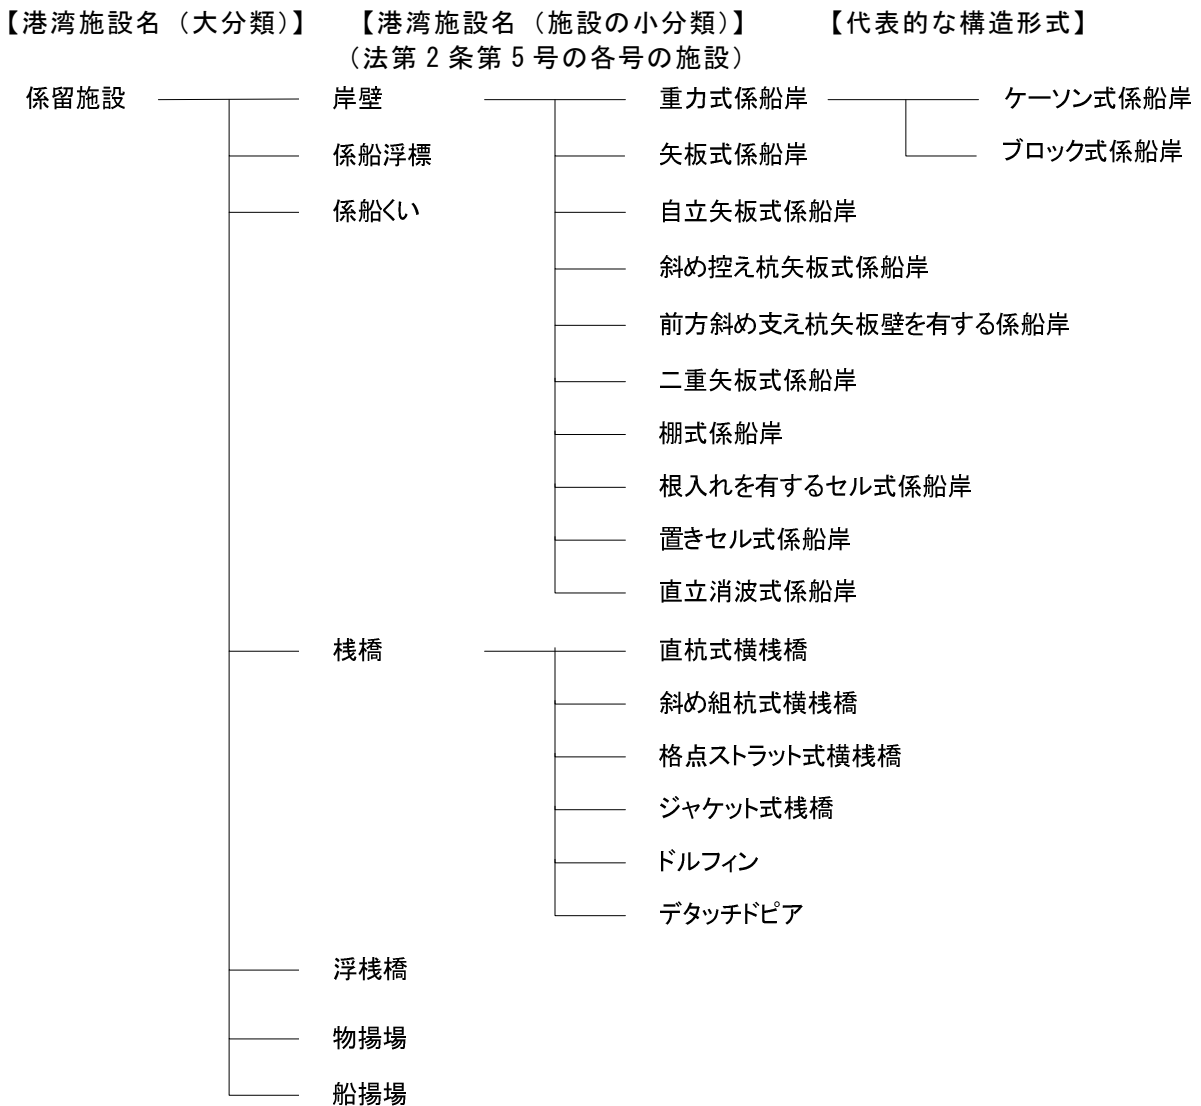 【港湾施設名（大分類）】 【港湾施設名（施設の小分類）】 【代表的な構造形式】
（法第２条第５号の各号の施設）
係留施設 岸壁 重力式係船岸 ケーソン式係船岸
係船浮標 矢板式係船岸 ブロック式係船岸
係船くい 自立矢板式係船岸
斜め控え杭矢板式係船岸
前方斜め支え杭矢板壁を有する係船岸
二重矢板式係船岸
棚式係船岸
根入れを有するセル式係船岸
置きセル式係船岸
直立消波式係船岸
桟橋 直杭式横桟橋
斜め組杭式横桟橋
格点ストラット式横桟橋
ジャケット式桟橋
ドルフィン
デタッチドピア
浮桟橋
物揚場
船揚場